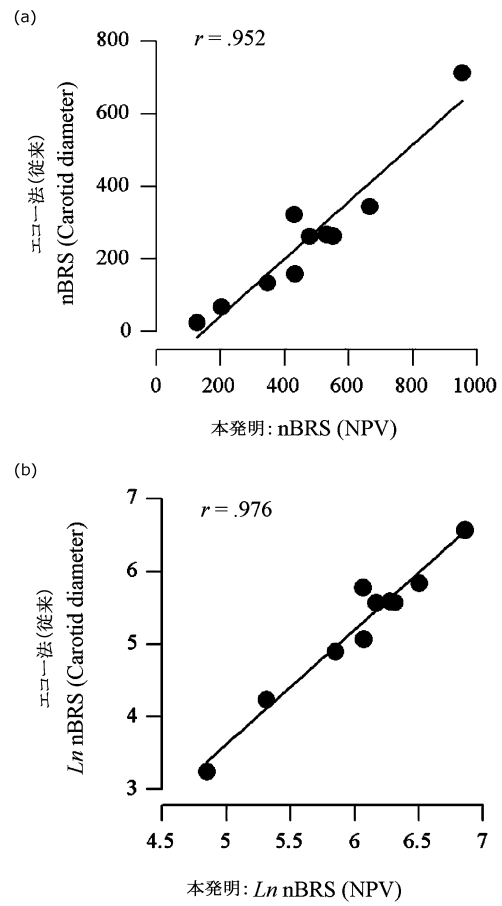 (a)
r = .952
エコー法(従来)
nBRS (Carotid diameter)
800
600
400
200
0
0 200 400 600 800 1000
本発明: nBRS (NPV)
(b)
r = .976
エコー法(従来)
Ln nBRS (Carotid diameter)
7
6
5
4
3
4.5 5 5.5 6 6.5 7
本発明: Ln nBRS (NPV)